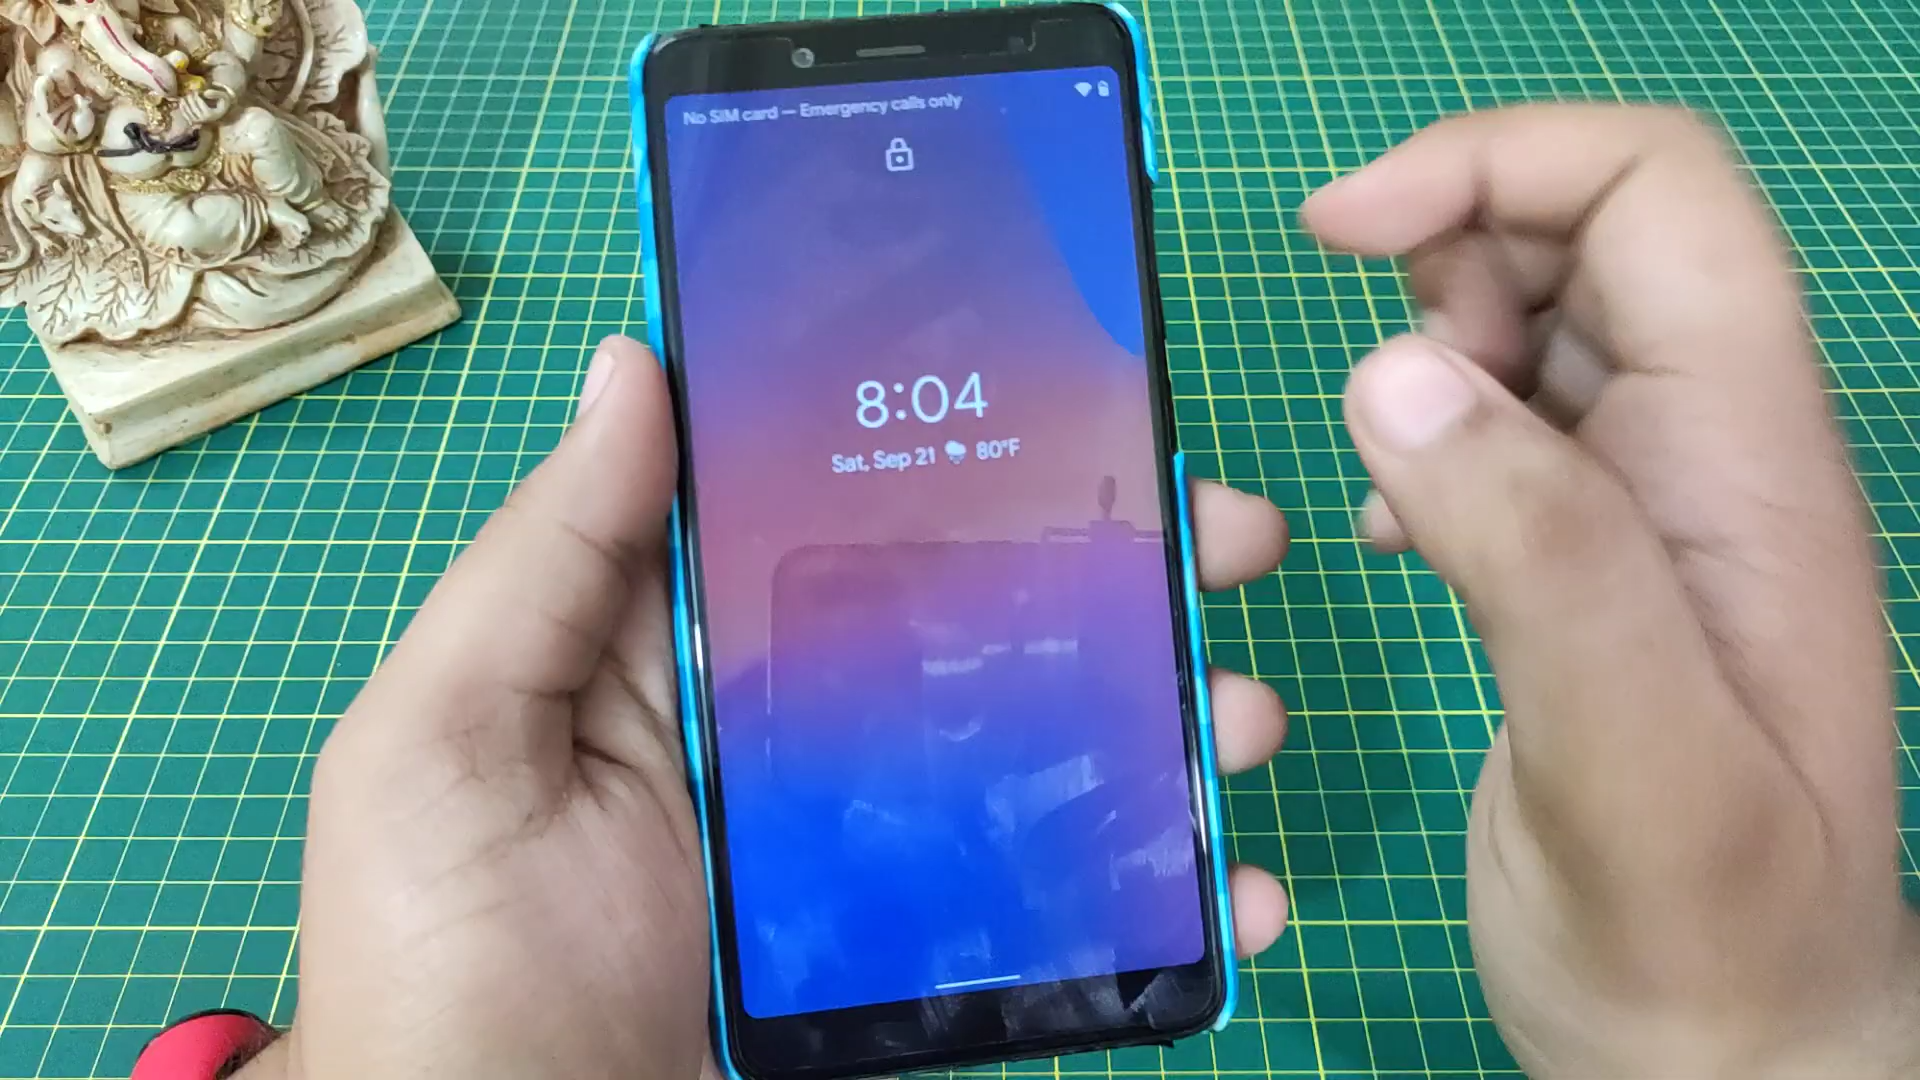 No SIM card — Emergency calls only
8:04
Sat, Sep 21 80°F